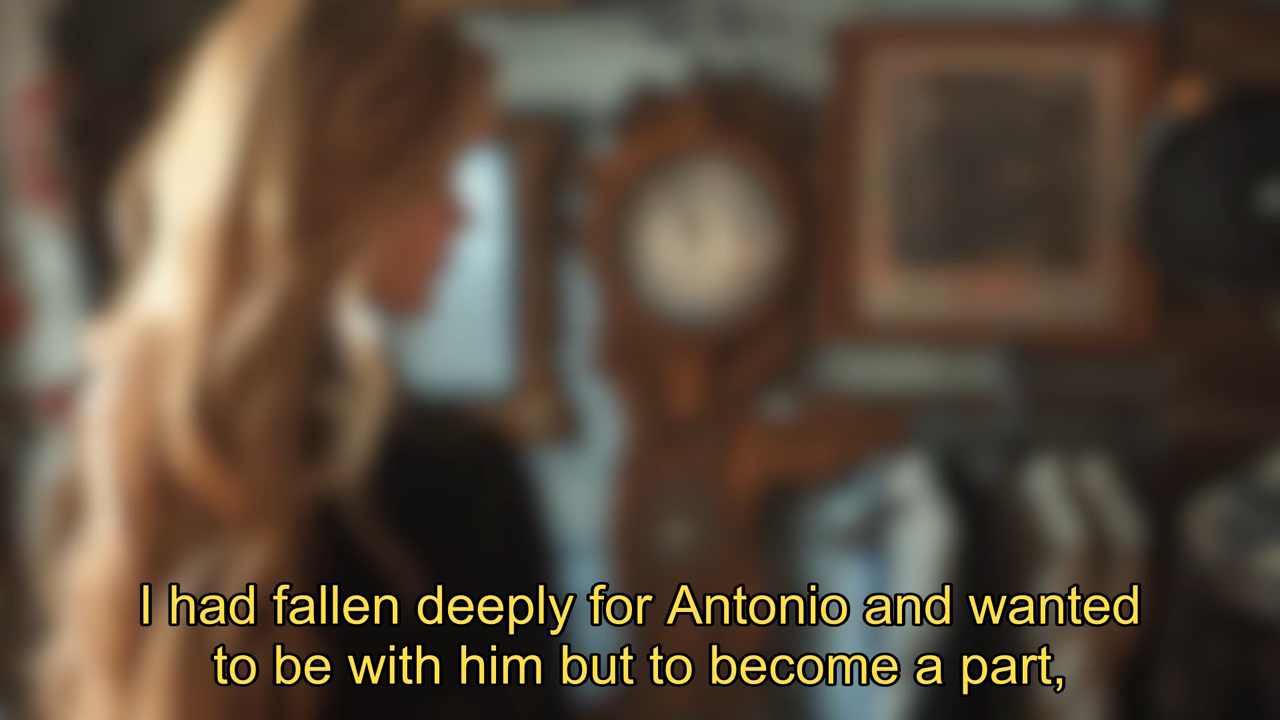 I had fallen deeply for Antonio and wanted
to be with him but to become a part,